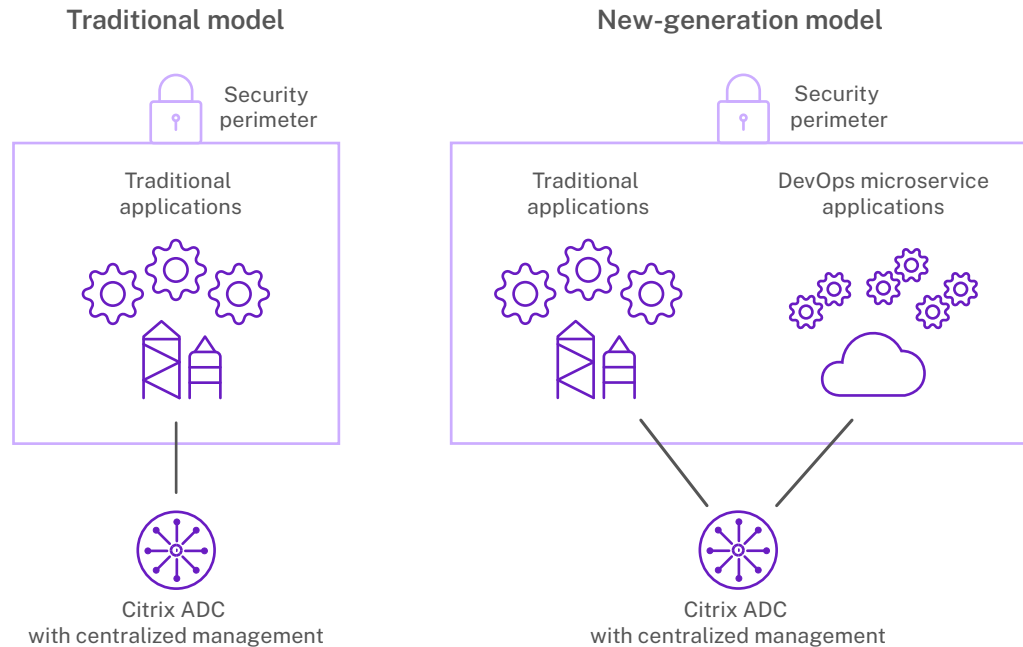 Traditional model
Security
perimeter
Traditional
applications
Citrix ADC
with centralized management
New-generation model
Security
perimeter
Traditional
applications
DevOps microservice
applications
Citrix ADC
with centralized management